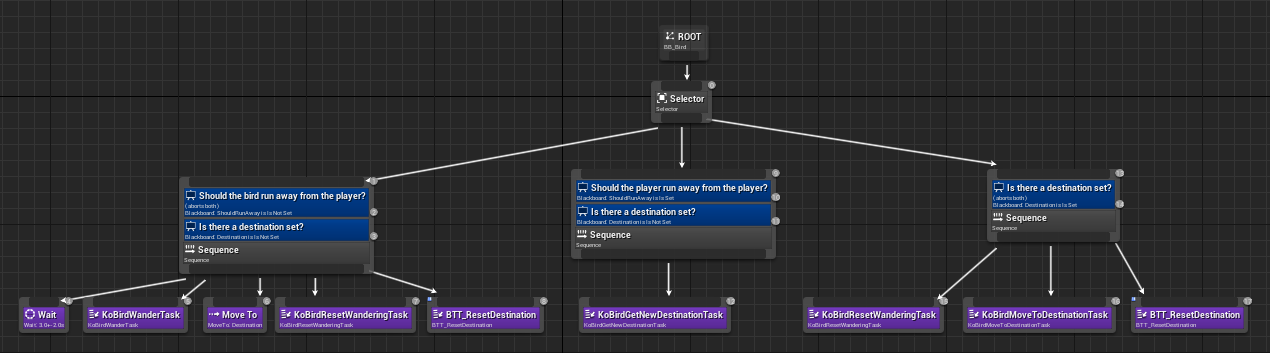 ROOT
BB_Bird
Selector
Selector
Should the bird run away from the player?
(aborts both)
Blackboard: ShouldRunAway is Is Not Set
Is there a destination set?
Blackboard: Destination is Is Not Set
Sequence
Sequence
Should the player run away from the player?
Blackboard: ShouldRunAway is Is Not Set
Is there a destination set?
Blackboard: Destination is Is Not Set
Sequence
Sequence
Is there a destination set?
(aborts both)
Blackboard: Destination is Is Set
Sequence
Sequence
Wait
Wait: 3.0+-2.0s
KoBirdWanderTask
KoBirdWanderTask
Move To
MoveTo: Destination
KoBirdResetWanderingTask
KoBirdResetWanderingTask
BTT_ResetDestination
BTT_ResetDestination
KoBirdGetNewDestinationTask
KoBirdGetNewDestinationTask
KoBirdResetWanderingTask
KoBirdResetWanderingTask
KoBirdMoveToDestinationTask
KoBirdMoveToDestinationTask
BTT_ResetDestination
BTT_ResetDestination